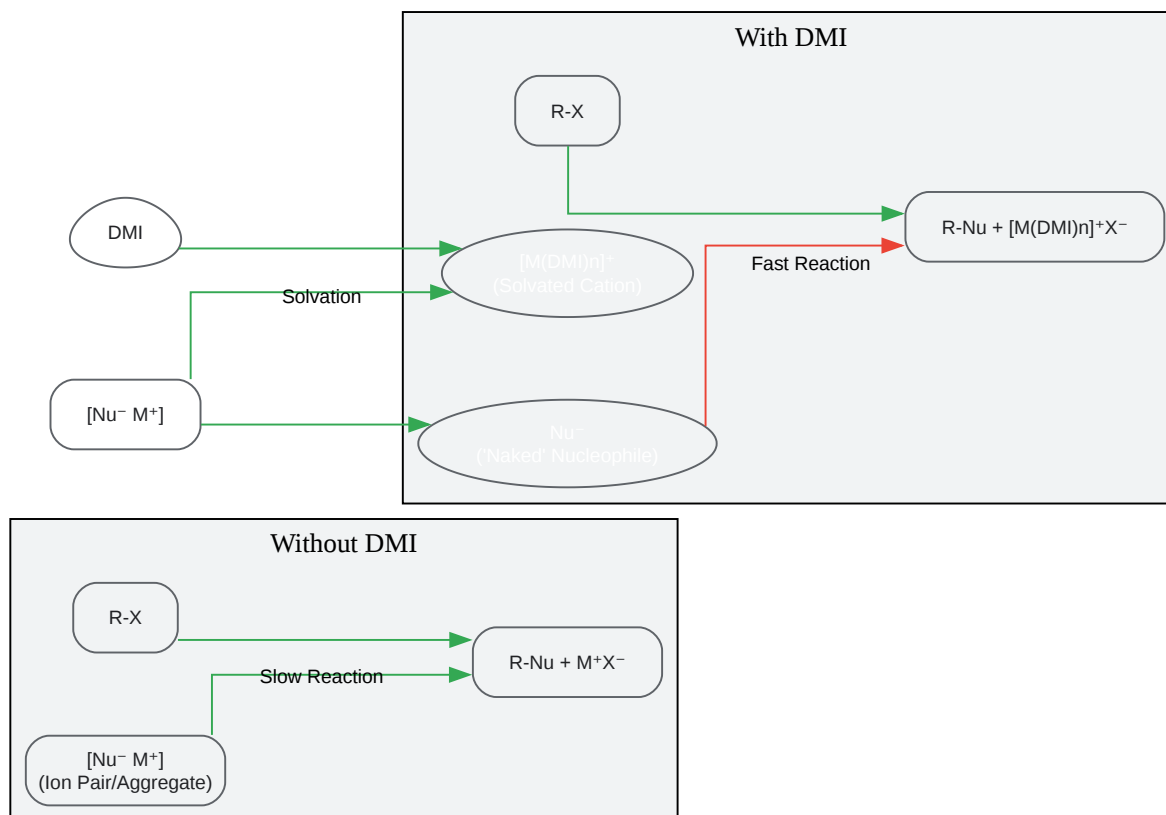 With DMI
R-X
DMI
[M(DMI)n]⁺
(Solvated Cation)
R-Nu + [M(DMI)n]⁺X⁻
Fast Reaction
Solvation
[Nu⁻ M⁺]
Nu⁻
('Naked' Nucleophile)
Without DMI
R-X
R-Nu + M⁺X⁻
Slow Reaction
[Nu⁻ M⁺]
(Ion Pair/Aggregate)